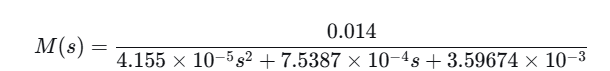 M(s) = 0.014 / (4.155 × 10⁻⁵s² + 7.5387 × 10⁻⁴s + 3.59674 × 10⁻³)